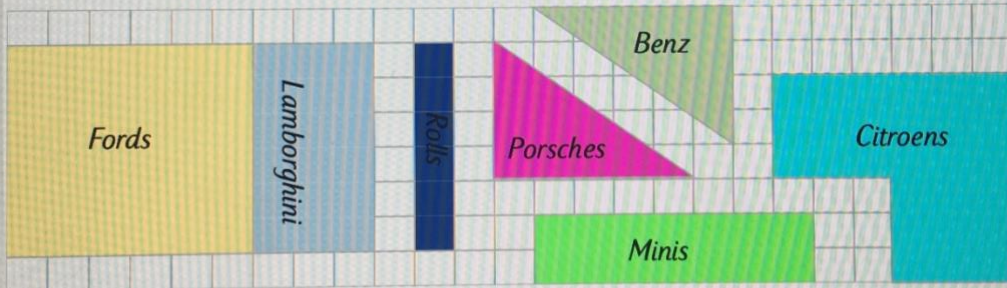 Fords
Lamborghini
Rolls
Porsches
Benz
Minis
Citroens